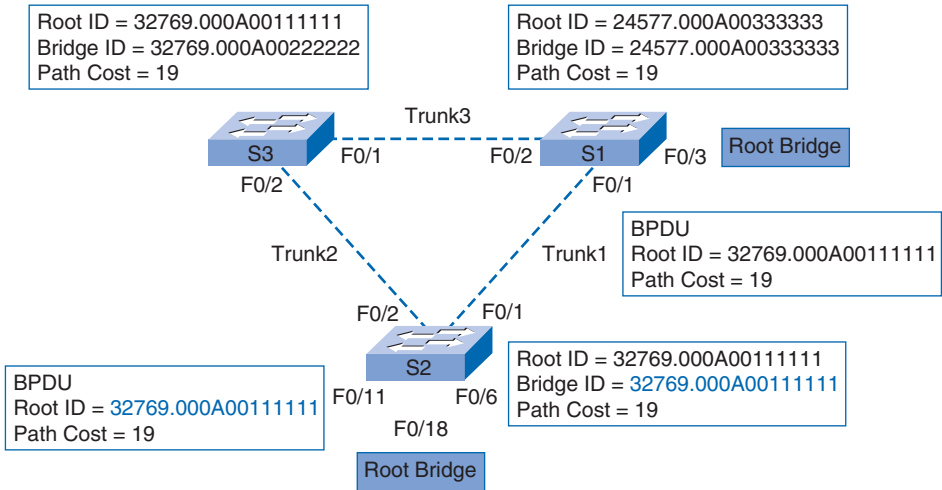 Root ID = 32769.000A00111111
Bridge ID = 32769.000A00222222
Path Cost = 19
Root ID = 24577.000A00333333
Bridge ID = 24577.000A00333333
Path Cost = 19
Trunk3
S3
F0/1
F0/2
S1
F0/3
Root Bridge
F0/2
F0/1
BPDU
Root ID = 32769.000A00111111
Path Cost = 19
Trunk2
Trunk1
F0/2
F0/1
S2
Root ID = 32769.000A00111111
Bridge ID = 32769.000A00111111
Path Cost = 19
BPDU
Root ID = 32769.000A00111111
Path Cost = 19
F0/11
F0/6
F0/18
Root Bridge